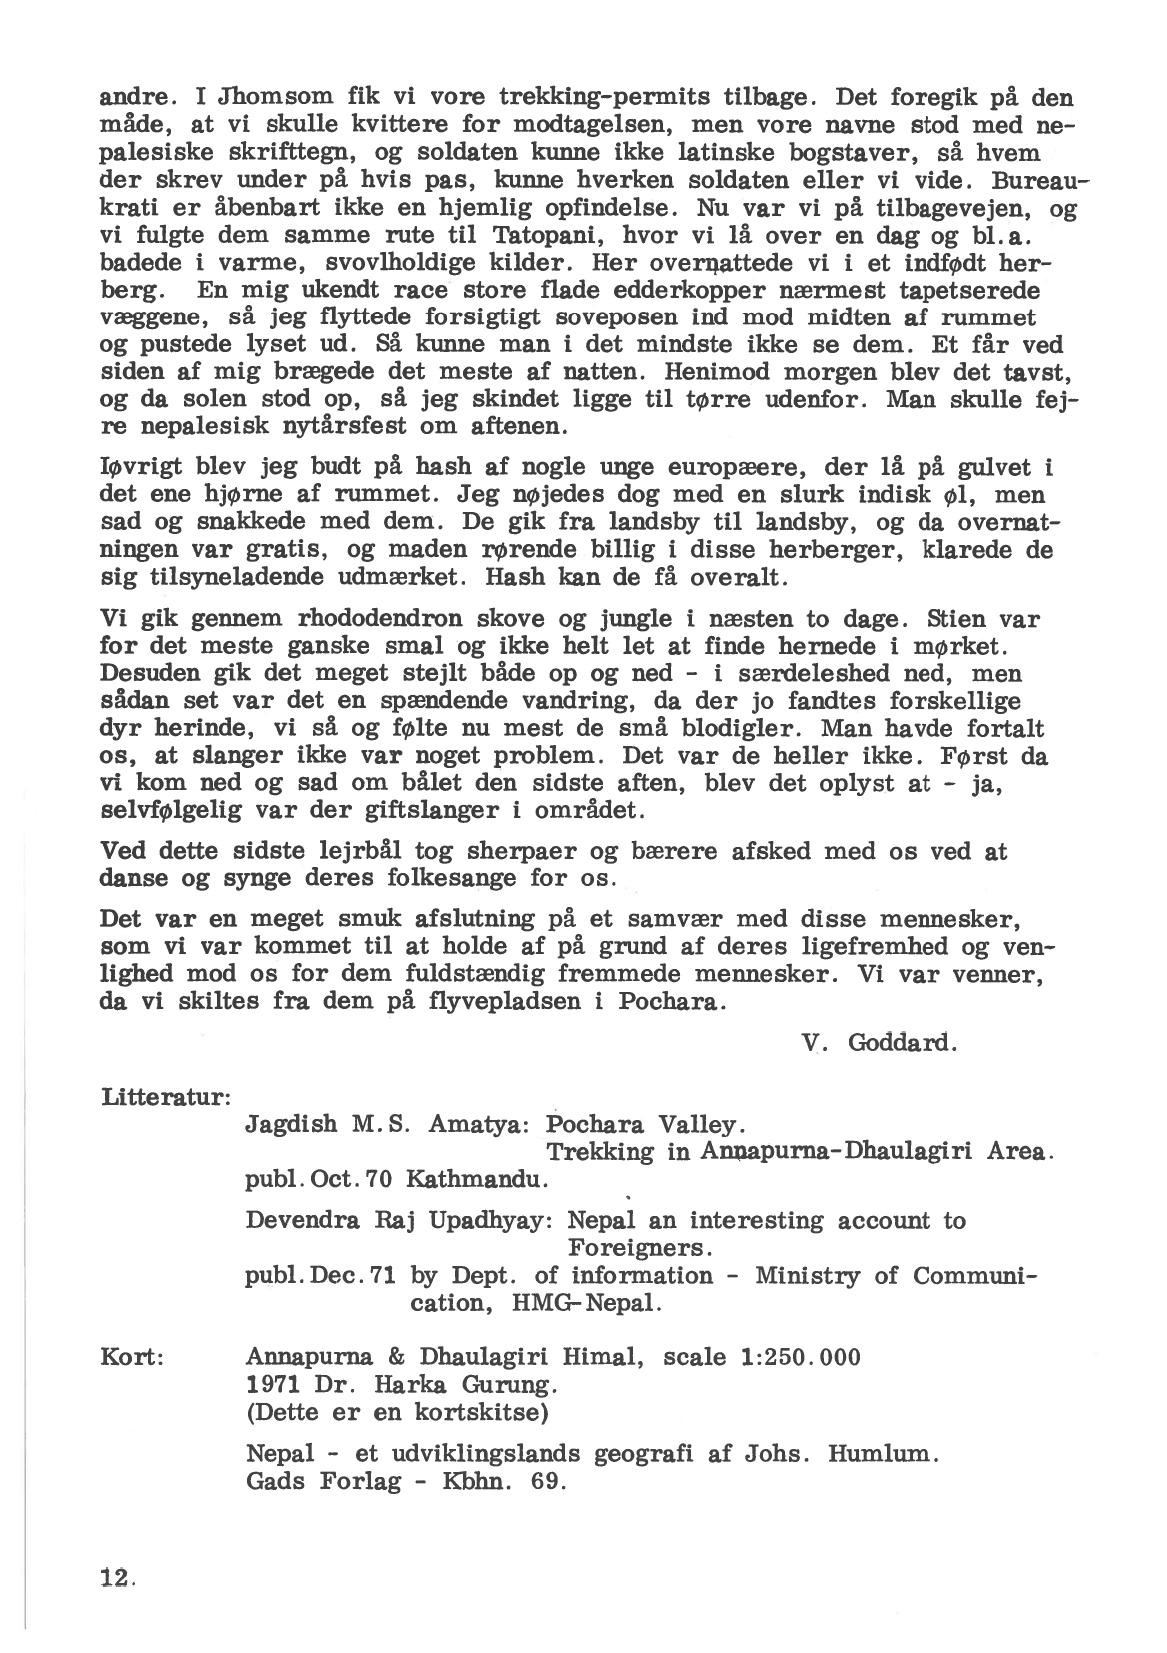 andre. I Jhomsom fik vi vore trekking-permits tilbage. Det foregik på den
måde, at vi skulle kvittere for modtagelsen, men vore navne stod med ne-
palesiske skrifttegn, og soldaten kunne ikke latinske bogstaver, så hvem
der skrev under på hvis pas, kunne hverken soldaten eller vi vide. Bureau-
krati er åbenbart ikke en hjemlig opfindelse. Nu var vi på tilbagevejen, og
vi fulgte dem samme rute til Tatopani, hvor vi lå over en dag og bl.a.
badede i varme, svovlholdige kilder. Her overnattede vi i et indfødt her-
berg. En mig ukendt race store flade edderkopper nærmest tapetserede
væggene, så jeg flyttede forsigtigt soveposen ind mod midten af rummet
og pustede lyset ud. Så kunne man i det mindste ikke se dem. Et får ved
siden af mig brægede det meste af natten. Henimod morgen blev det tavst,
og da solen stod op, så jeg skindet ligge til tørre udenfor. Man skulle fej-
re nepalesisk nytårsfest om aftenen.
Iøvrigt blev jeg budt på hash af nogle unge europæere, der lå på gulvet i
det ene hjørne af rummet. Jeg nøjedes dog med en slurk indisk øl, men
sad og snakkede med dem. De gik fra landsby til landsby, og da overnat-
ningen var gratis, og maden rørende billig i disse herberger, klarede de
sig tilsyneladende udmærket. Hash kan de få overalt.
Vi gik gennem rhododendron skove og jungle i næsten to dage. Stien var
for det meste ganske smal og ikke helt let at finde hernede i mørket.
Desuden gik det meget stejlt både op og ned - i særdeleshed ned, men
sådan set var det en spændende vandring, da der jo fandtes forskellige
dyr herinde, vi så og følte nu mest de små blodigler. Man havde fortalt
os, at slanger ikke var noget problem. Det var de heller ikke. Først da
vi kom ned og sad om bålet den sidste aften, blev det oplyst at - ja,
selvfølgelig var der giftslanger i området.
Ved dette sidste lejrbål tog sherpaer og bærere afsked med os ved at
danse og synge deres folkesange for os.
Det var en meget smuk afslutning på et samvær med disse mennesker,
som vi var kommet til at holde af på grund af deres ligefremhed og ven-
lighed mod os for dem fuldstændig fremmede mennesker. Vi var venner,
da vi skiltes fra dem på flyvepladsen i Pochara.
V. Goddard.
Litteratur:
Jagdish M.S. Amatya: Pochara Valley.
Trekking in Annapurna-Dhaulagiri Area.
publ.Oct.70 Kathmandu.
Devendra Raj Upadhyay: Nepal an interesting account to
Foreigners.
publ.Dec.71 by Dept. of information - Ministry of Communi-
cation, HMG-Nepal.
Kort: Annapurna & Dhaulagiri Himal, scale 1:250.000
1971 Dr. Harka Gurung.
(Dette er en kortskitse)
Nepal - et udviklingslands geografi af Johs. Humlum.
Gads Forlag - Kbhn. 69.
12.